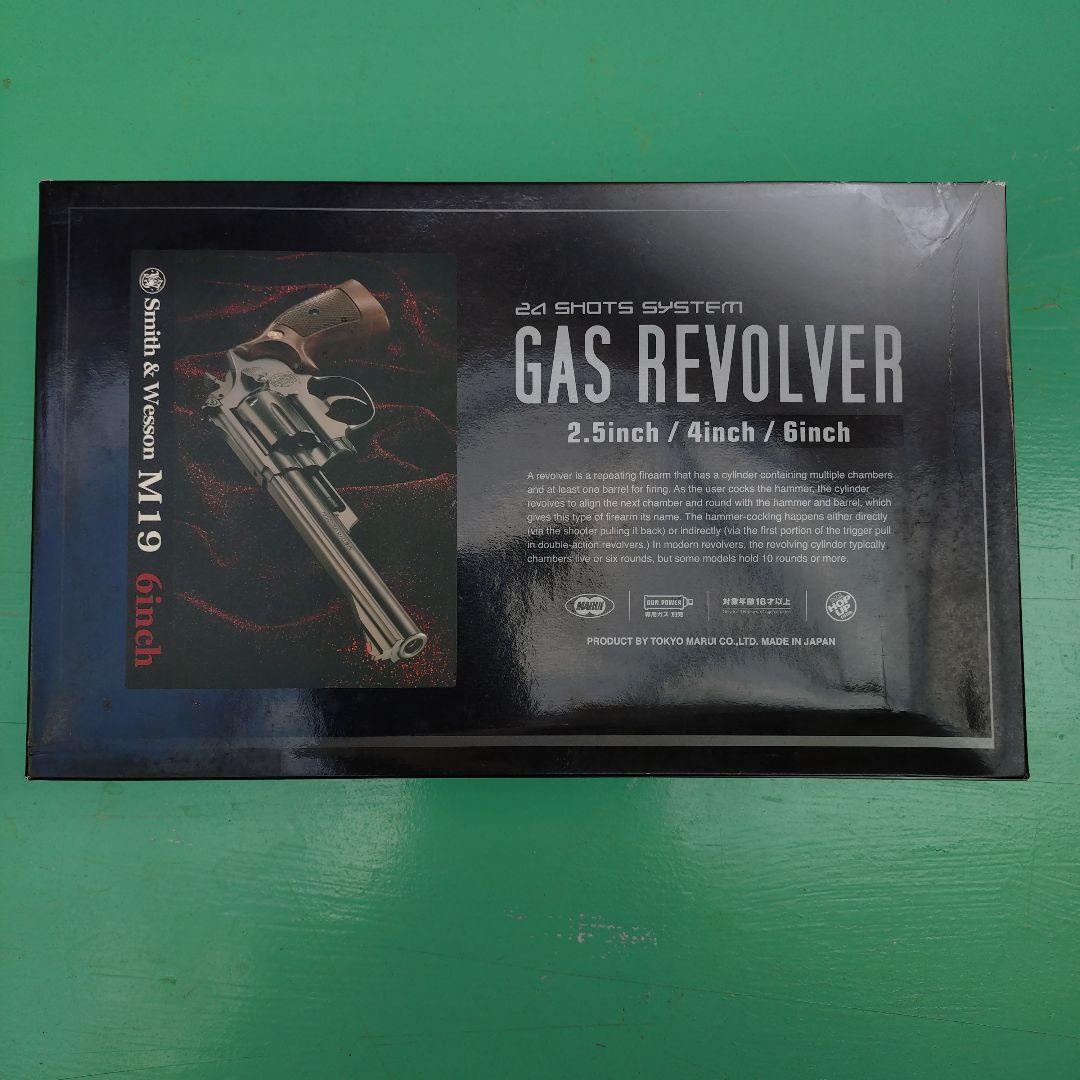 Smith & Wesson M19 6inch
24 SHOTS SYSTEM
GAS REVOLVER
2.5inch / 4inch / 6inch
A revolver is a repeating firearm that has a cylinder containing multiple chambers
and at least one barrel for firing. As the user cocks the hammer, the cylinder
revolves to align the next chamber and round with the hammer and barrel, which
gives this type of firearm its name. The hammer-cocking happens either directly
(via the shooter pulling it back) or indirectly (via the first portion of the trigger pull
in double-action revolvers.) In modern revolvers, the revolving cylinder typically
chambers five or six rounds, but some models hold 10 rounds or more.
MARUI
GUN POWER
専用ガス 別売
対象年齢18才以上
HOP UP
PRODUCT BY TOKYO MARUI CO.,LTD. MADE IN JAPAN